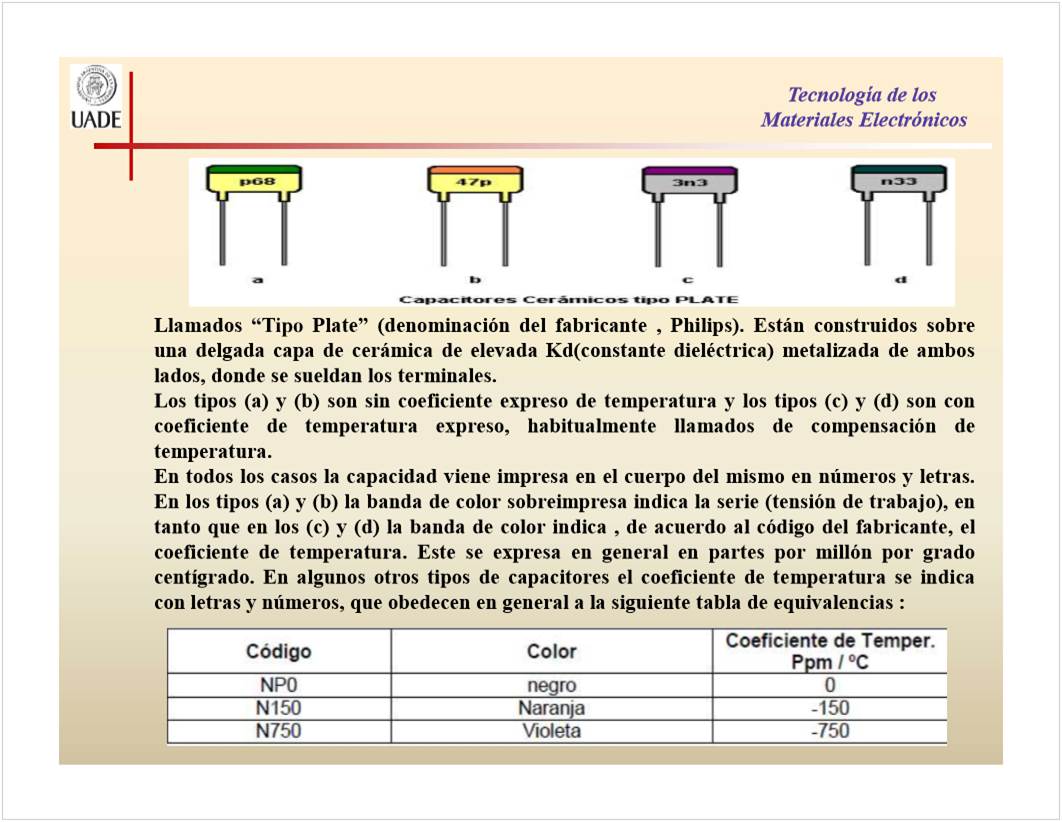 UADE
Tecnología de los
Materiales Electrónicos
p68
47p
3n3
n33
a
b
c
d
Capacitores Cerámicos tipo PLATE
Llamados “Tipo Plate” (denominación del fabricante , Philips). Están construidos sobre
una delgada capa de cerámica de elevada Kd(constante dieléctrica) metalizada de ambos
lados, donde se sueldan los terminales.
Los tipos (a) y (b) son sin coeficiente expreso de temperatura y los tipos (c) y (d) son con
coeficiente de temperatura expreso, habitualmente llamados de compensación de
temperatura.
En todos los casos la capacidad viene impresa en el cuerpo del mismo en números y letras.
En los tipos (a) y (b) la banda de color sobreimpresa indica la serie (tensión de trabajo), en
tanto que en los (c) y (d) la banda de color indica , de acuerdo al código del fabricante, el
coeficiente de temperatura. Este se expresa en general en partes por millón por grado
centígrado. En algunos otros tipos de capacitores el coeficiente de temperatura se indica
con letras y números, que obedecen en general a la siguiente tabla de equivalencias :
Código Color Coeficiente de Temper.
Ppm / ºC
NP0 negro 0
N150 Naranja -150
N750 Violeta -750